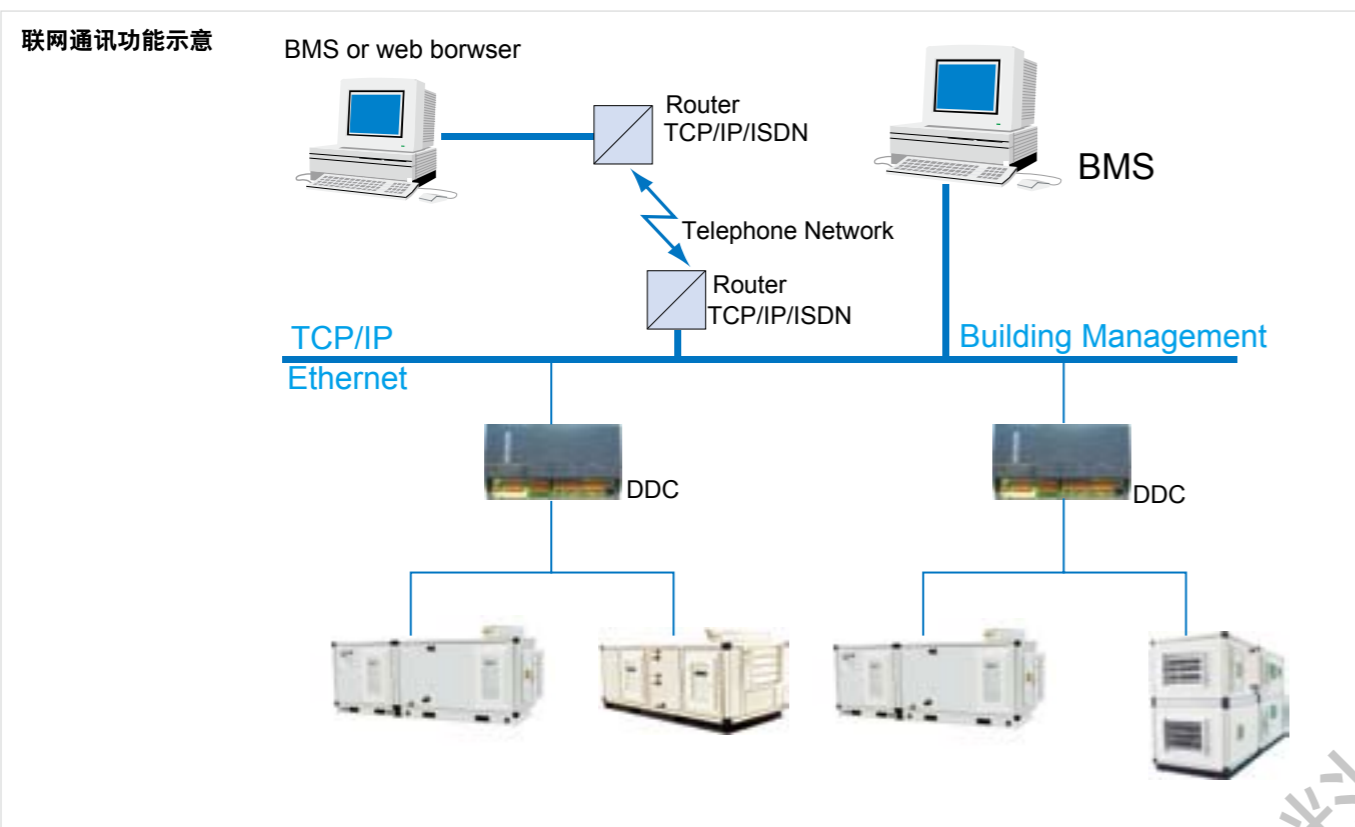 联网通讯功能示意
BMS or web borwser
Router
TCP/IP/ISDN
BMS
Telephone Network
Router
TCP/IP/ISDN
TCP/IP
Building Management
Ethernet
DDC
DDC